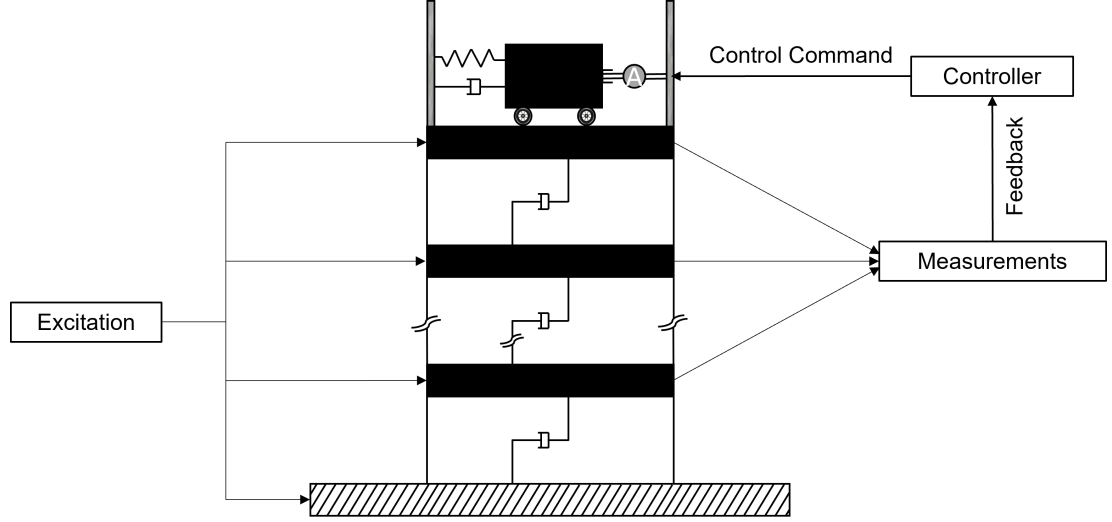 Control Command
Controller
A
Feedback
Measurements
Excitation